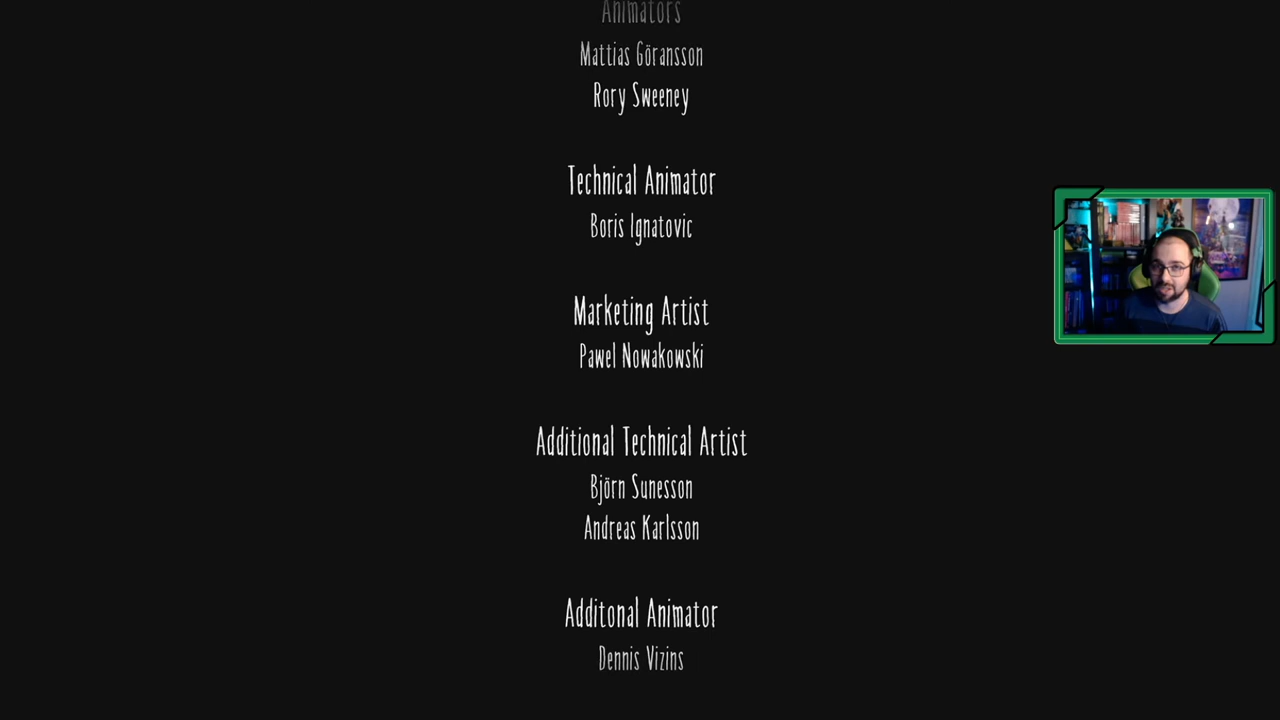 Animators
Mattias Göransson
Rory Sweeney
Technical Animator
Boris Ignatovic
Marketing Artist
Pawel Nowakowski
Additional Technical Artist
Björn Sunesson
Andreas Karlsson
Additonal Animator
Dennis Vizins